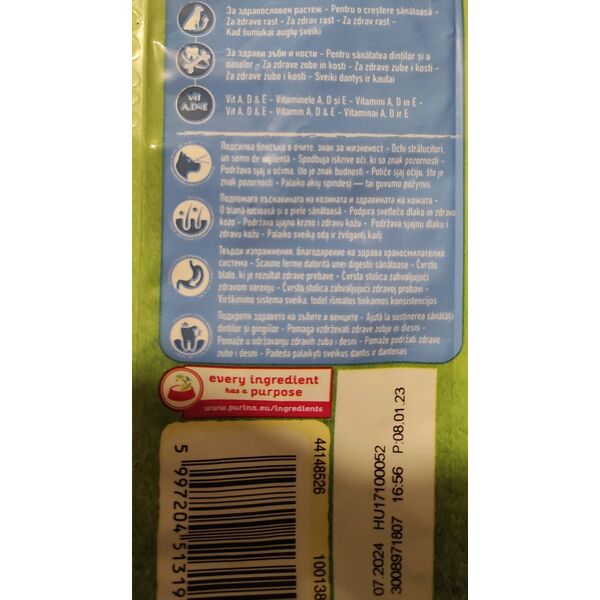 За здравословен растеж – Pentru o creștere sănătoasă –
Za zdravo rast – Za zdrav rast – Za zdrav rast –
Kad šuniukai augtų sveiki
За здрави зъби и кости – Pentru sănătatea dinților și a
oaselor – Za zdrave zobe in kosti – Za zdrave zube i kosti –
Za zdrave zube i kosti – Sveiki dantys ir kaulai
vit
A,D&E
Vit A, D & E – Vitaminele A, D și E – Vitamini A, D in E –
Vit A, D & E – Vitamin A, D & E – Vitaminai A, D ir E
Подсилва блясъка в очите, знак за жизненост – Ochi strălucitori,
un semn de vigilență – Spodbuja iskrive oči, ki so znak pozornosti –
Podržava sjaj u očima, što je znak budnosti – Potiče sjaj očiju, što je
znak pozornosti – Palaiko akių spindesį – tai guvumo požymis
Подпомага лъскавината на козината и здравината на кожата –
O blană lucioasă și o piele sănătoasă – Podpira svetlečo dlako in zdravo
kožo – Podržava sjajno krzno i zdravu kožu – Podržava sjajnu dlaku i
zdravu kožu – Palaiko sveiką odą ir žvilgantį kailį
Твърди изпражнения, благодарение на здрава храносмилателна
система – Scaune ferme datorită unei digestii sănătoase – Čvrsto
blato, ki je rezultat zdrave prebave – Čvrsta stolica zahvaljujući
zdravom varenju – Čvrsta stolica zahvaljujući zdravoj probavi –
Virškinimo sistema sveika, todėl išmatos tinkamos konsistencijos
Подкрепя здравето на зъбите и венците – Ajută la susținerea sănătății
dinților și gingiilor – Pomaga vzdrževati zdrave zobje in dlesni –
Pomaže u održavanju zdravih zuba i desni – Pomaže podržati zdrave
zube i desni – Padeda palaikyti sveikus dantis ir dantenas
every ingredient
has a purpose
www.purina.eu/ingredients
5 997204 51319
44148526
100138
07.2024 HU17100052
3008971807 16:56 P:08.01.23